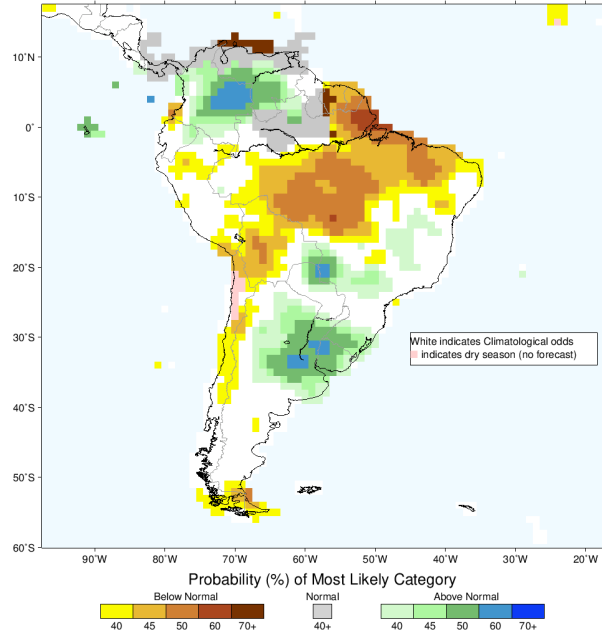 10°N
0°
10°S
20°S
30°S
White indicates Climatological odds
indicates dry season (no forecast)
40°S
50°S
60°S
90°W 80°W 70°W 60°W 50°W 40°W 30°W 20°W
Probability (%) of Most Likely Category
Below Normal Normal Above Normal
40 45 50 60 70+ 40+ 40 45 50 60 70+